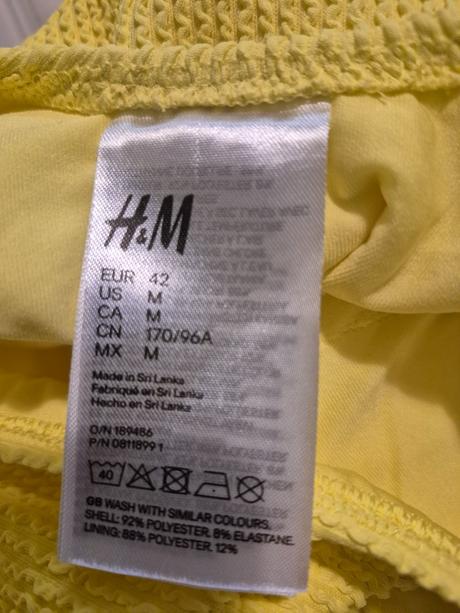 H&M
EUR 42
US M
CA M
CN 170/96A
MX M
Made in Sri Lanka
Fabriqué en Sri Lanka
Hecho en Sri Lanka
O/N 189486
P/N 0811899 1
40
GB WASH WITH SIMILAR COLOURS.
SHELL: 92% POLYESTER. 8% ELASTANE.
LINING: 88% POLYESTER. 12%